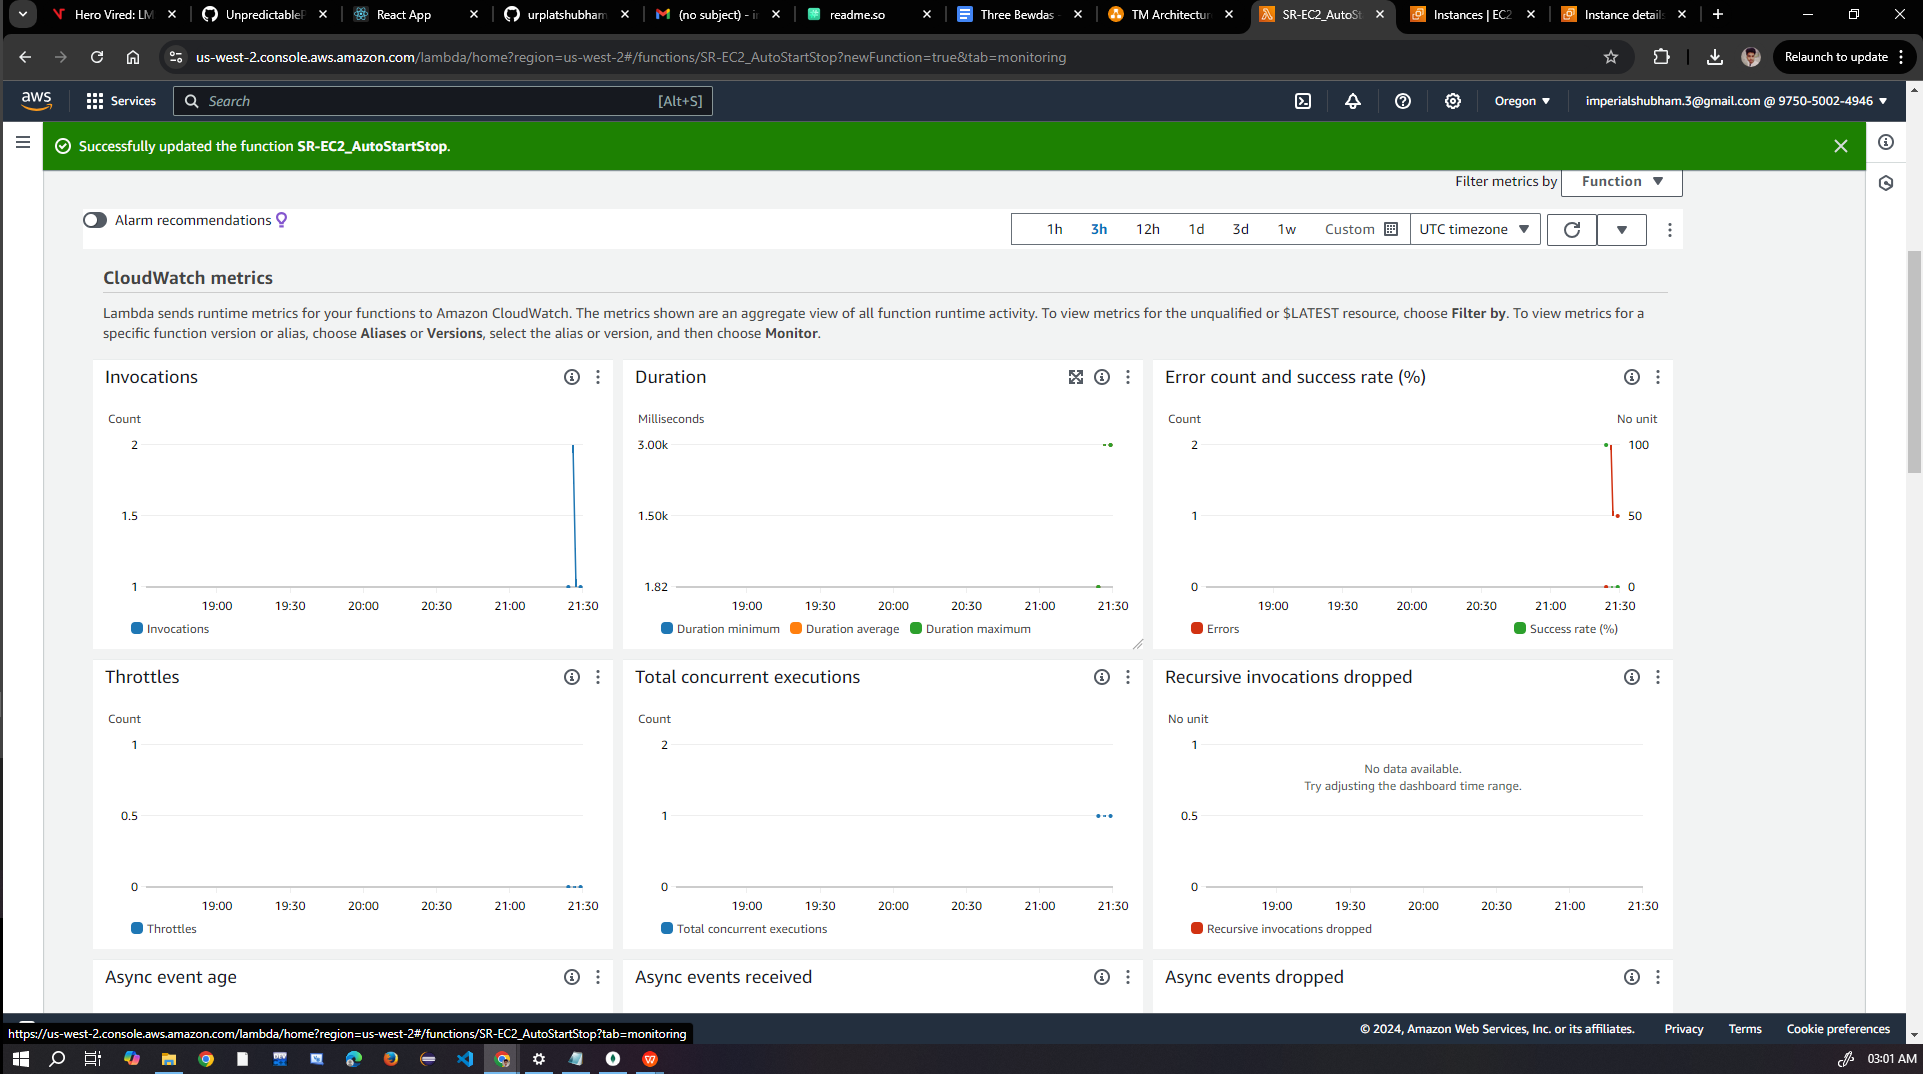 Hero Vired: LM
UnpredictableP
React App
urplatshubham
(no subject) - i
readme.so
Three Bewdas -
TM Architectur
SR-EC2_AutoSt
Instances | EC2
Instance details
us-west-2.console.aws.amazon.com/lambda/home?region=us-west-2#/functions/SR-EC2_AutoStartStop?newFunction=true&tab=monitoring
Relaunch to update
aws
Services
Search
[Alt+S]
Oregon
imperialshubham.3@gmail.com @ 9750-5002-4946
Successfully updated the function SR-EC2_AutoStartStop.
Filter metrics by
Function
Alarm recommendations
1h 3h 12h 1d 3d 1w Custom
UTC timezone
CloudWatch metrics
Lambda sends runtime metrics for your functions to Amazon CloudWatch. The metrics shown are an aggregate view of all function runtime activity. To view metrics for the unqualified or $LATEST resource, choose Filter by. To view metrics for a
specific function version or alias, choose Aliases or Versions, select the alias or version, and then choose Monitor.
Invocations
Count
2
1.5
1
19:00 19:30 20:00 20:30 21:00 21:30
Invocations
Duration
Milliseconds
3.00k
1.50k
1.82
19:00 19:30 20:00 20:30 21:00 21:30
Duration minimum Duration average Duration maximum
Error count and success rate (%)
Count No unit
2 100
1 50
0 0
19:00 19:30 20:00 20:30 21:00 21:30
Errors Success rate (%)
Throttles
Count
1
0.5
0
19:00 19:30 20:00 20:30 21:00 21:30
Throttles
Total concurrent executions
Count
2
1
0
19:00 19:30 20:00 20:30 21:00 21:30
Total concurrent executions
Recursive invocations dropped
No unit
1
No data available.
Try adjusting the dashboard time range.
0.5
0
19:00 19:30 20:00 20:30 21:00 21:30
Recursive invocations dropped
Async event age
Async events received
Async events dropped
https://us-west-2.console.aws.amazon.com/lambda/home?region=us-west-2#/functions/SR-EC2_AutoStartStop?tab=monitoring
© 2024, Amazon Web Services, Inc. or its affiliates.
Privacy
Terms
Cookie preferences
03:01 AM